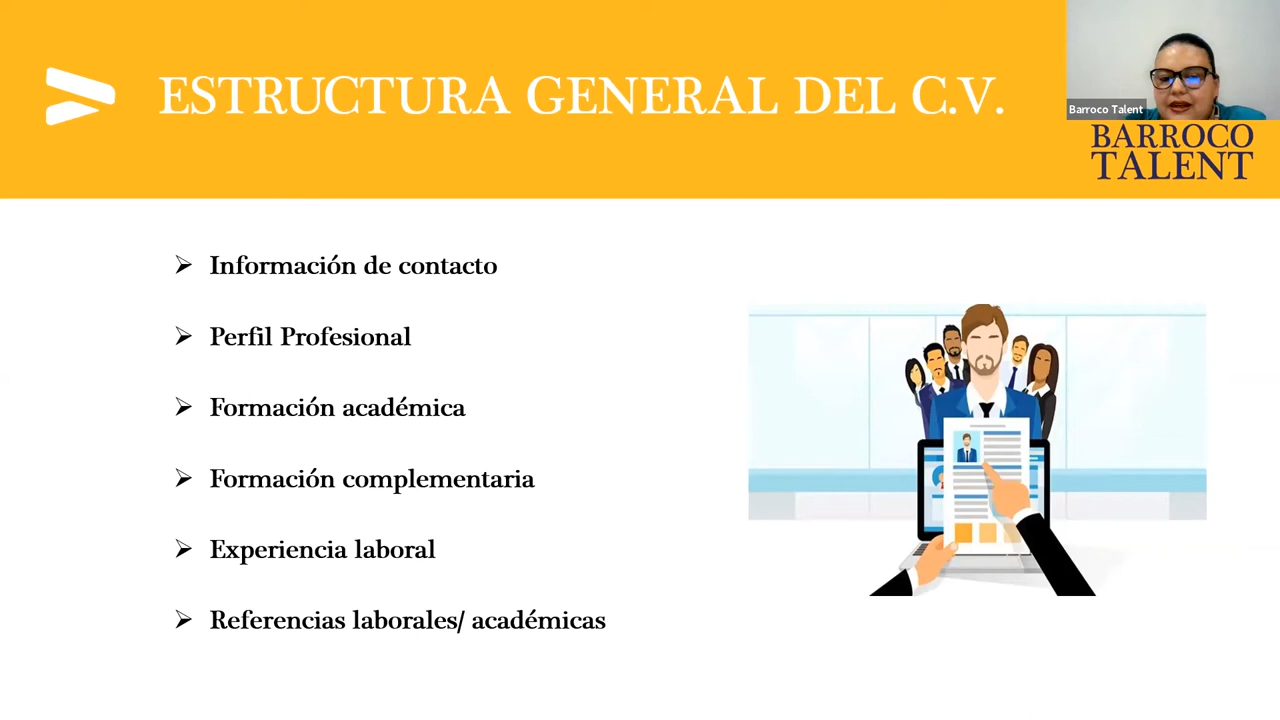 ESTRUCTURA GENERAL DEL C.V.
Barroco Talent
BARROCO
TALENT
Información de contacto
Perfil Profesional
Formación académica
Formación complementaria
Experiencia laboral
Referencias laborales/ académicas